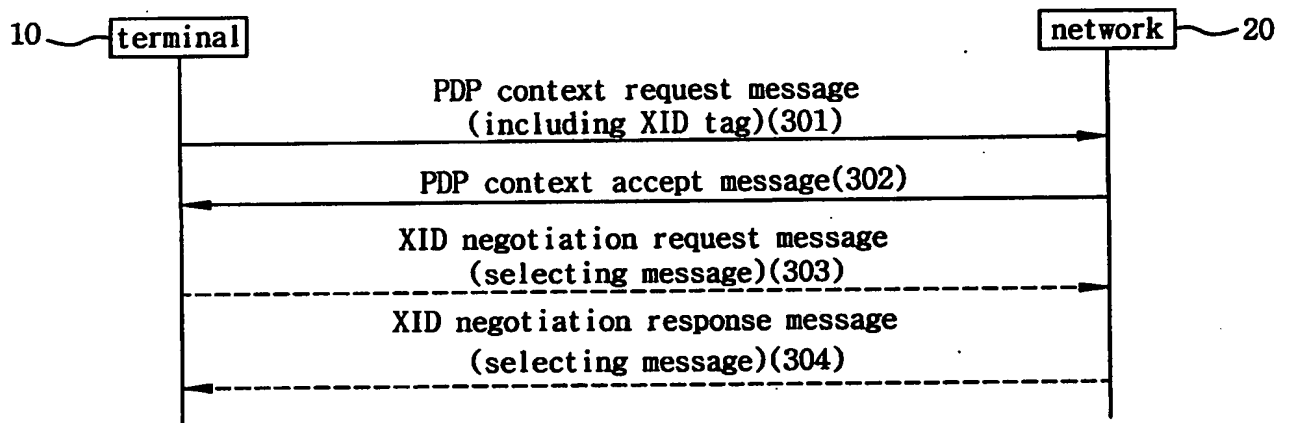 10 terminal network 20
PDP context request message
(including XID tag)(301)
PDP context accept message(302)
XID negotiation request message
(selecting message)(303)
XID negotiation response message
(selecting message)(304)